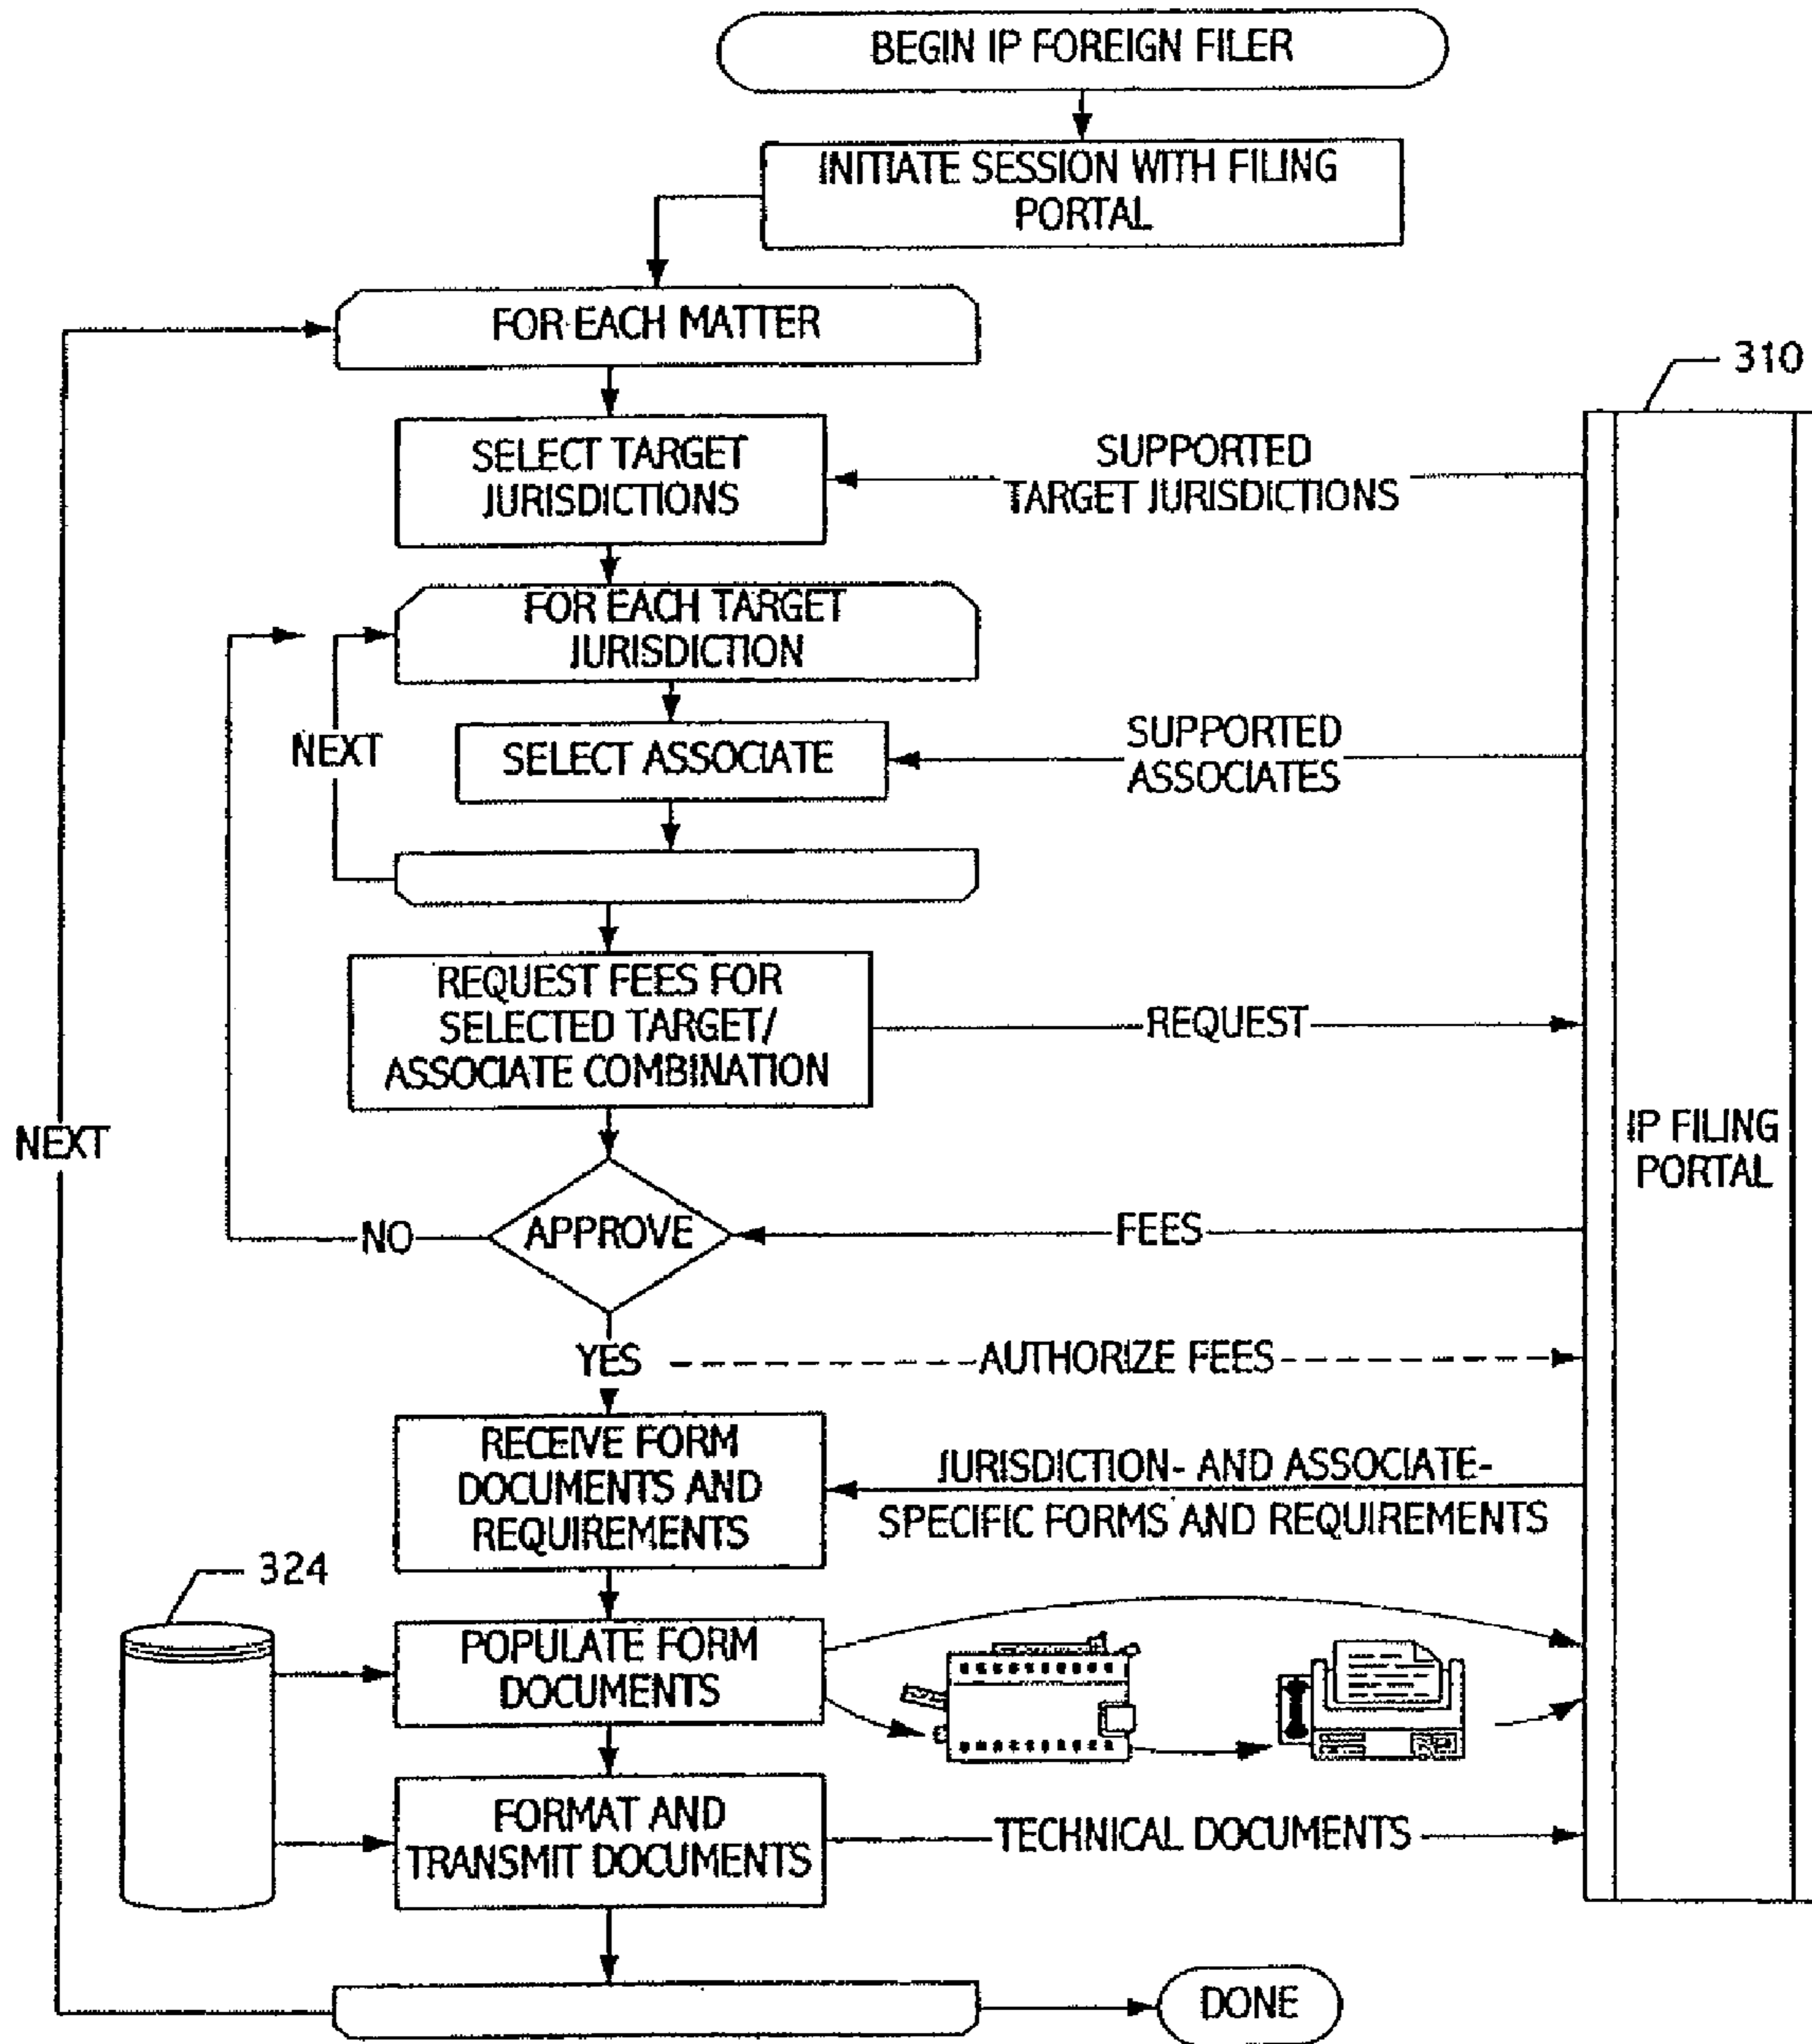 BEGIN IP FOREIGN FILER
INITIATE SESSION WITH FILING
PORTAL
FOR EACH MATTER
310
SELECT TARGET
JURISDICTIONS
SUPPORTED
TARGET JURISDICTIONS
FOR EACH TARGET
JURISDICTION
NEXT
SELECT ASSOCIATE
SUPPORTED
ASSOCIATES
REQUEST FEES FOR
SELECTED TARGET/
ASSOCIATE COMBINATION
REQUEST
NEXT
IP FILING
PORTAL
NO
APPROVE
FEES
YES
AUTHORIZE FEES
RECEIVE FORM
DOCUMENTS AND
REQUIREMENTS
JURISDICTION- AND ASSOCIATE-
SPECIFIC FORMS AND REQUIREMENTS
324
POPULATE FORM
DOCUMENTS
FORMAT AND
TRANSMIT DOCUMENTS
TECHNICAL DOCUMENTS
DONE